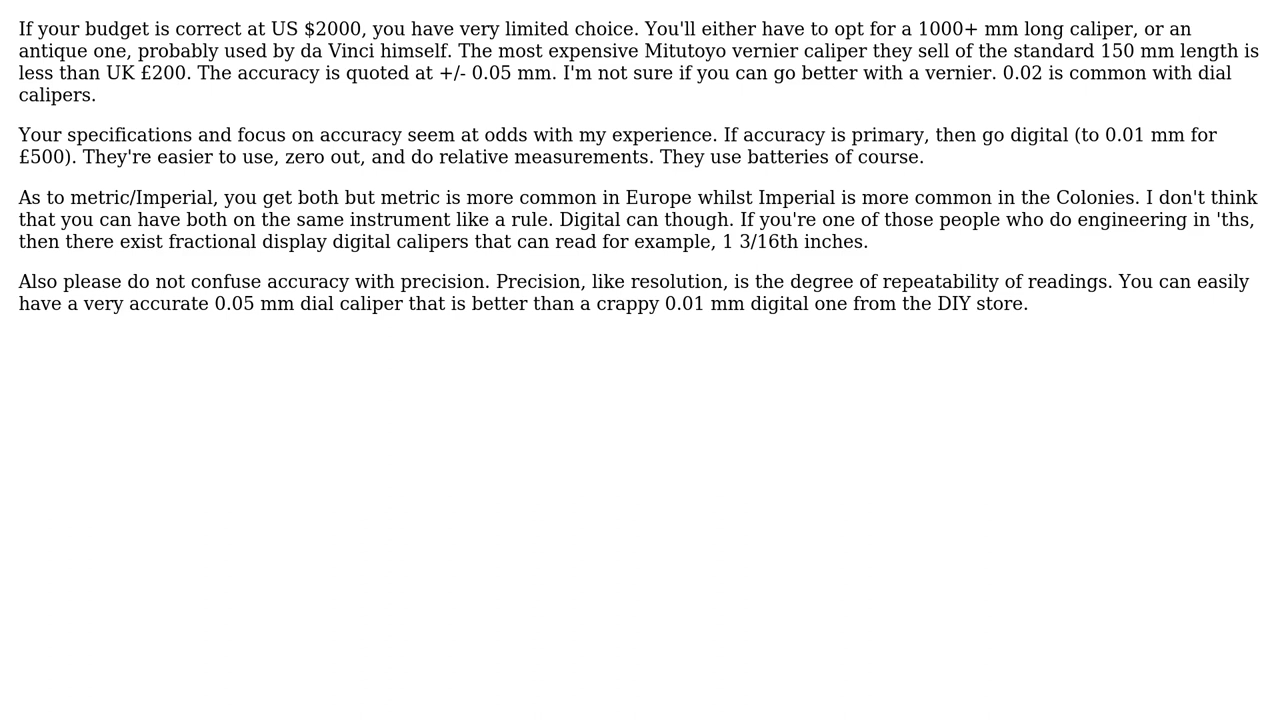 If your budget is correct at US $2000, you have very limited choice. You'll either have to opt for a 1000+ mm long caliper, or an
antique one, probably used by da Vinci himself. The most expensive Mitutoyo vernier caliper they sell of the standard 150 mm length is
less than UK £200. The accuracy is quoted at +/- 0.05 mm. I'm not sure if you can go better with a vernier. 0.02 is common with dial
calipers.
Your specifications and focus on accuracy seem at odds with my experience. If accuracy is primary, then go digital (to 0.01 mm for
£500). They're easier to use, zero out, and do relative measurements. They use batteries of course.
As to metric/Imperial, you get both but metric is more common in Europe whilst Imperial is more common in the Colonies. I don't think
that you can have both on the same instrument like a rule. Digital can though. If you're one of those people who do engineering in 'ths,
then there exist fractional display digital calipers that can read for example, 1 3/16th inches.
Also please do not confuse accuracy with precision. Precision, like resolution, is the degree of repeatability of readings. You can easily
have a very accurate 0.05 mm dial caliper that is better than a crappy 0.01 mm digital one from the DIY store.